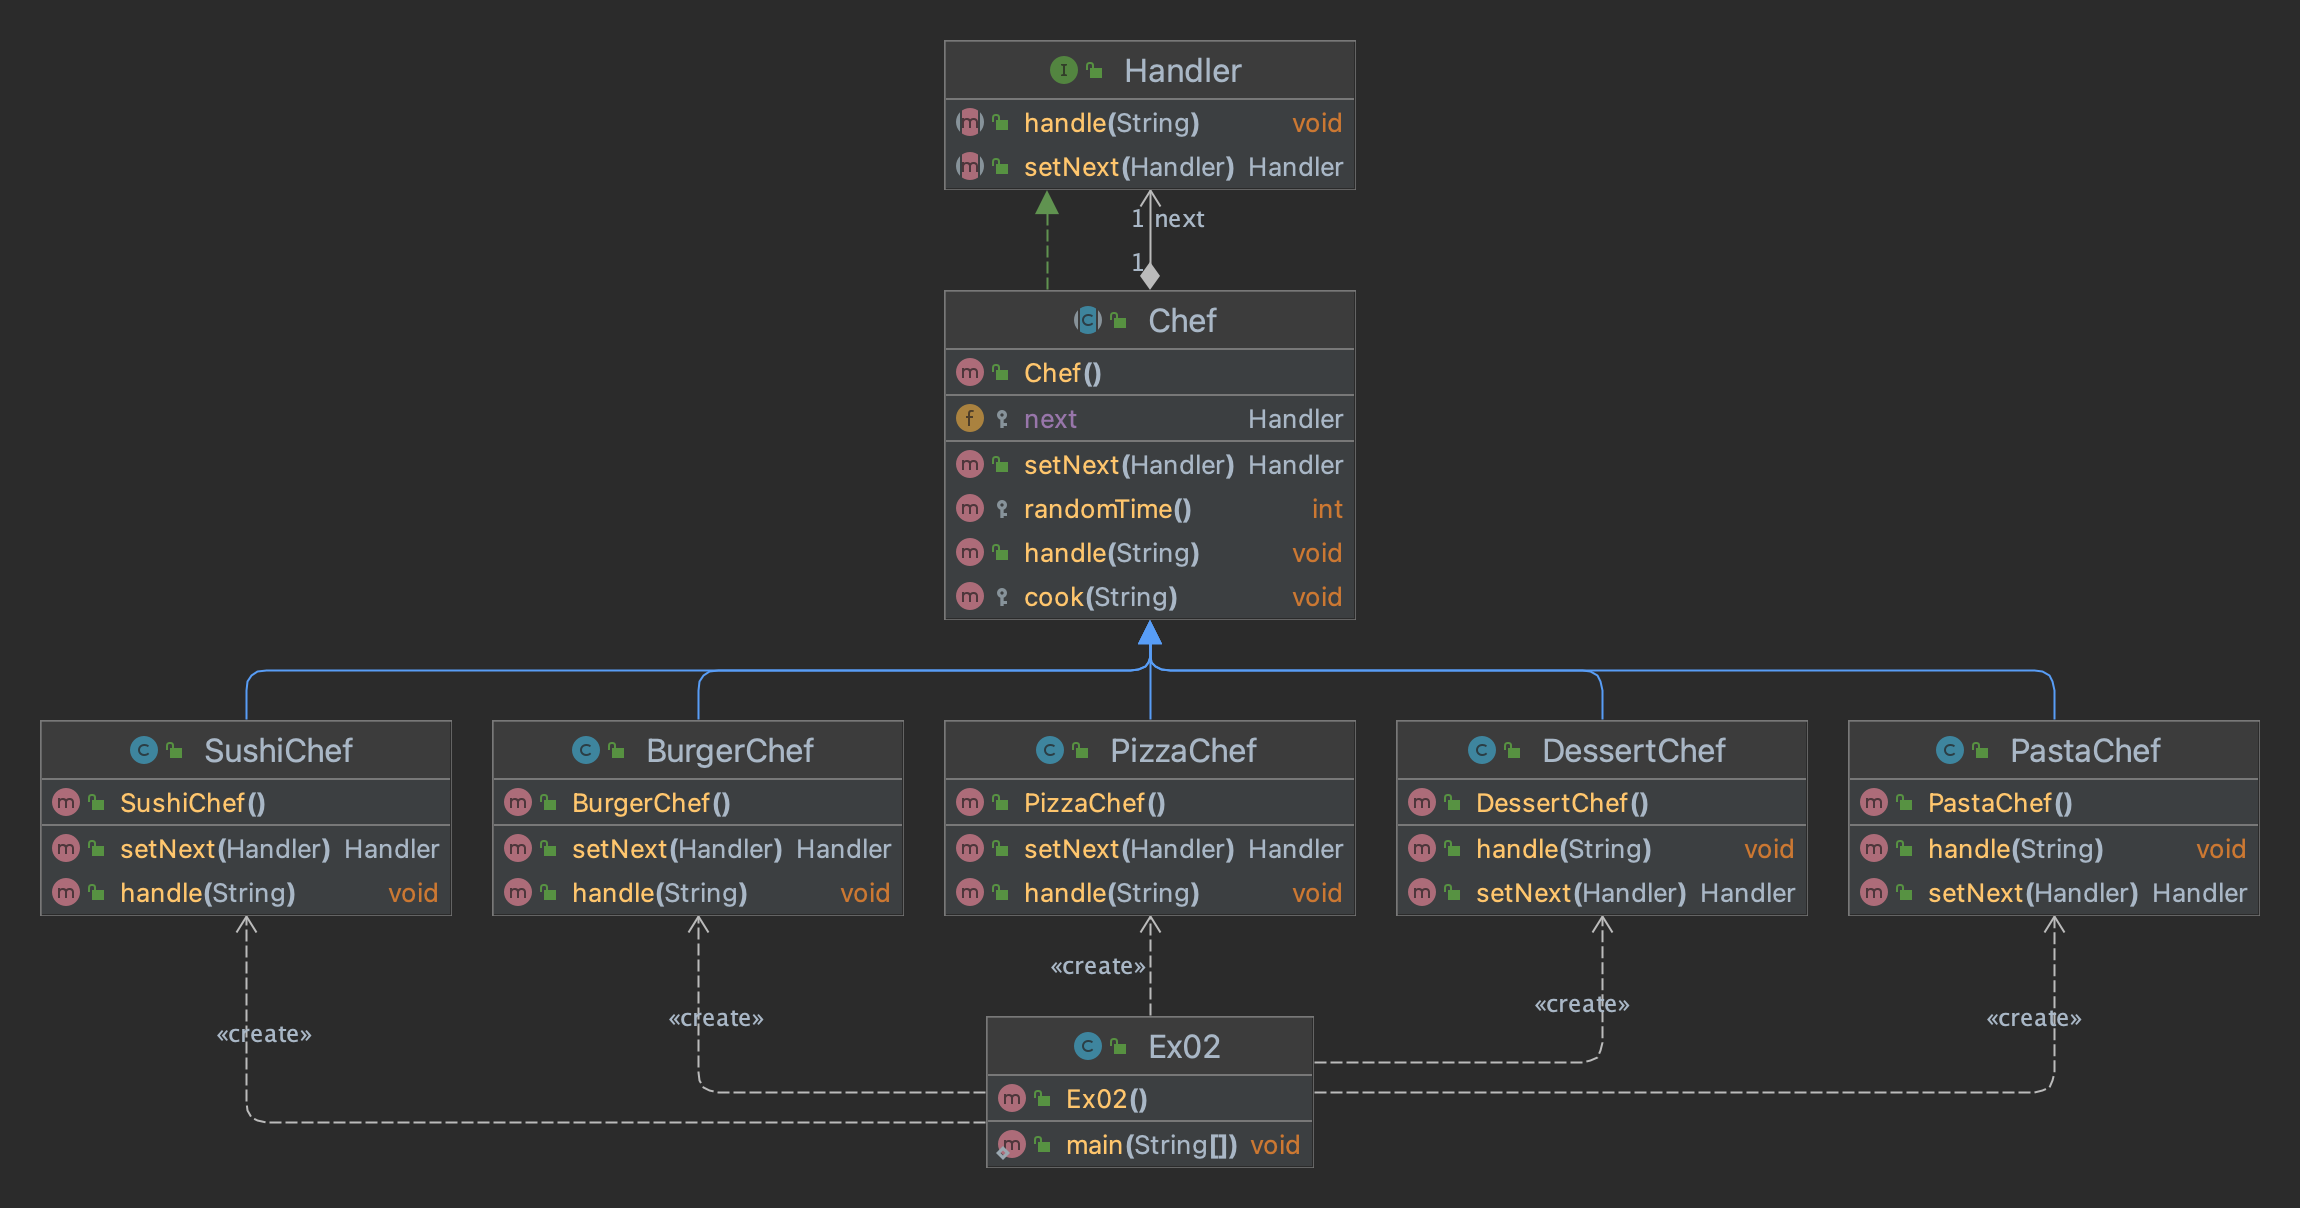 Handler
handle(String) void
setNext(Handler) Handler
1 next
1
Chef
Chef()
next Handler
setNext(Handler) Handler
randomTime() int
handle(String) void
cook(String) void
SushiChef
SushiChef()
setNext(Handler) Handler
handle(String) void
BurgerChef
BurgerChef()
setNext(Handler) Handler
handle(String) void
PizzaChef
PizzaChef()
setNext(Handler) Handler
handle(String) void
DessertChef
DessertChef()
handle(String) void
setNext(Handler) Handler
PastaChef
PastaChef()
handle(String) void
setNext(Handler) Handler
«create»
«create»
«create»
«create»
«create»
Ex02
Ex02()
main(String[]) void